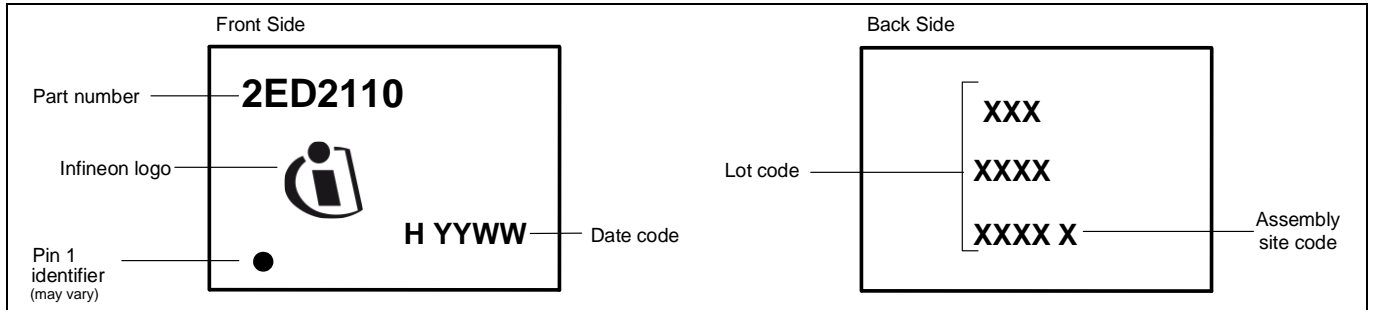 Front Side
Part number
2ED2110
Infineon logo
H YYWW
Date code
Pin 1
identifier
(may vary)
Back Side
XXX
Lot code
XXXX
XXXX X
Assembly
site code